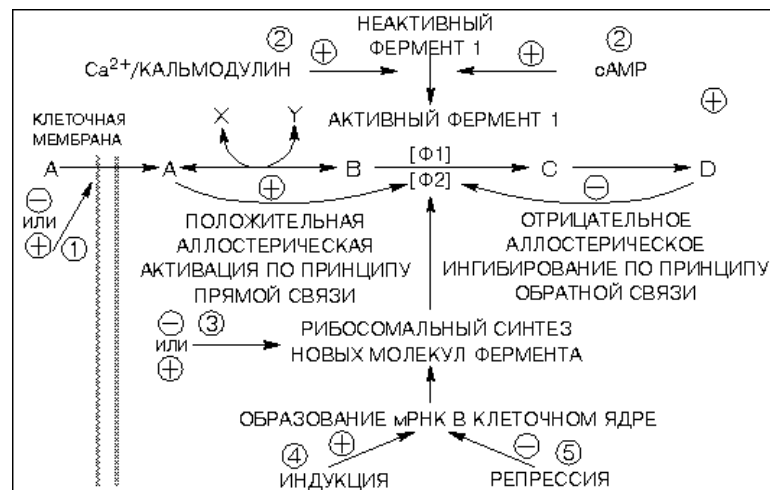 НЕАКТИВНЫЙ
② ФЕРМЕНТ 1 ②
Ca²⁺/КАЛЬМОДУЛИН ⊕ ⊕ cAMP
⊕
КЛЕТОЧНАЯ
МЕМБРАНА
X Y АКТИВНЫЙ ФЕРМЕНТ 1
A A B [Ф1] C D
[Ф2]
⊖ ⊕ ⊖
ИЛИ
⊕ ①
ПОЛОЖИТЕЛЬНАЯ
АЛЛОСТЕРИЧЕСКАЯ
АКТИВАЦИЯ ПО ПРИНЦИПУ
ПРЯМОЙ СВЯЗИ
ОТРИЦАТЕЛЬНОЕ
АЛЛОСТЕРИЧЕСКОЕ
ИНГИБИРОВАНИЕ ПО ПРИНЦИПУ
ОБРАТНОЙ СВЯЗИ
⊖ ③
ИЛИ
⊕
РИБОСОМАЛЬНЫЙ СИНТЕЗ
НОВЫХ МОЛЕКУЛ ФЕРМЕНТА
ОБРАЗОВАНИЕ мРНК В КЛЕТОЧНОМ ЯДРЕ
④ ⊕ ⊖ ⑤
ИНДУКЦИЯ РЕПРЕССИЯ